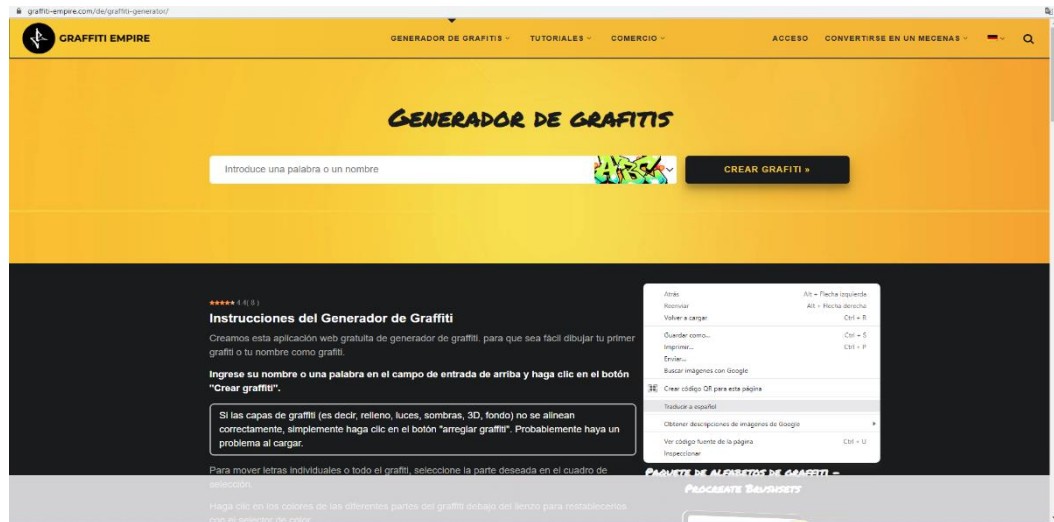 graffiti-empire.com/de/graffiti-generator/
GRAFFITI EMPIRE
GENERADOR DE GRAFITIS
TUTORIALES
COMERCIO
ACCESO
CONVERTIRSE EN UN MECENAS
GENERADOR DE GRAFITIS
Introduce una palabra o un nombre
ABC
CREAR GRAFITI »
4.4( 8 )
Instrucciones del Generador de Graffiti
Creamos esta aplicación web gratuita de generador de graffiti. para que sea fácil dibujar tu primer
grafiti o tu nombre como grafiti.
Ingrese su nombre o una palabra en el campo de entrada de arriba y haga clic en el botón
"Crear graffiti".
Si las capas de graffiti (es decir, relleno, luces, sombras, 3D, fondo) no se alinean
correctamente, simplemente haga clic en el botón "arreglar graffiti". Probablemente haya un
problema al cargar.
Para mover letras individuales o todo el grafiti, seleccione la parte deseada en el cuadro de
selección.
Haga clic en los colores de las diferentes partes del graffiti debajo del lienzo para restablecerlos
con el selector de color.
Atrás Alt + Flecha izquierda
Reenviar Alt + Flecha derecha
Volver a cargar Ctrl + R
Guardar como... Ctrl + S
Imprimir... Ctrl + P
Enviar...
Buscar imágenes con Google
Crear código QR para esta página
Traducir a español
Obtener descripciones de imágenes de Google
Ver código fuente de la página Ctrl + U
Inspeccionar
PAQUETE DE ALFABETOS DE GRAFFITI –
PROCREATE BRUSHSETS